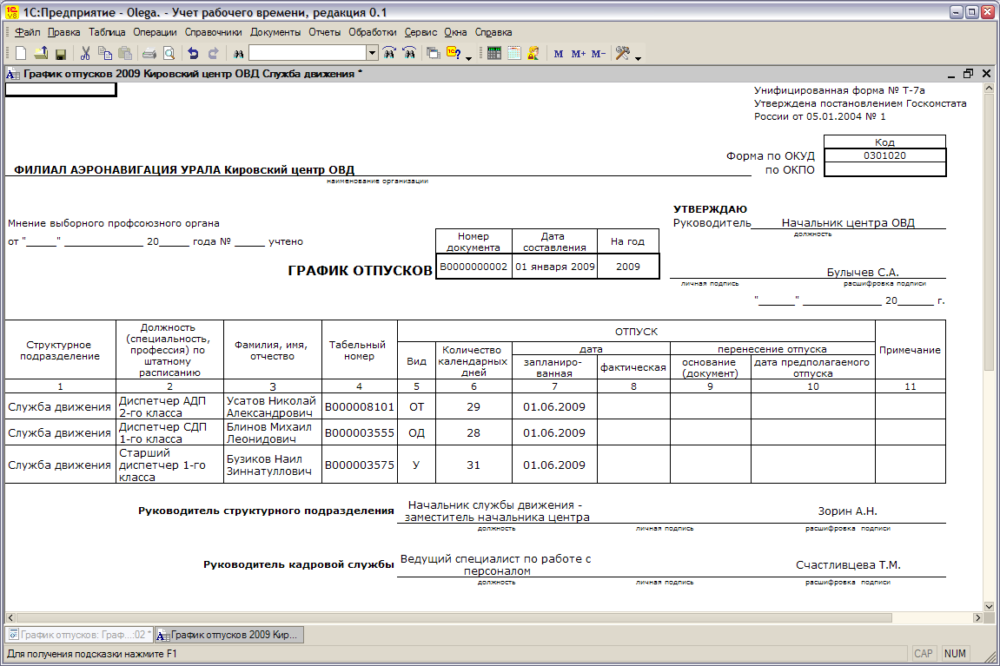 1С:Предприятие - Olega. - Учет рабочего времени, редакция 0.1
Файл Правка Таблица Операции Справочники Документы Отчеты Обработки Сервис Окна Справка
M M+ M-
График отпусков 2009 Кировский центр ОВД Служба движения *
Унифицированная форма № Т-7а
Утверждена постановлением Госкомстата
России от 05.01.2004 № 1
Код
Форма по ОКУД 0301020
ФИЛИАЛ АЭРОНАВИГАЦИЯ УРАЛА Кировский центр ОВД по ОКПО
наименование организации
УТВЕРЖДАЮ
Мнение выборного профсоюзного органа Руководитель Начальник центра ОВД
должность
от "_____" _____________ 20_____ года № _____ учтено
Номер документа Дата составления На год
ГРАФИК ОТПУСКОВ В0000000002 01 января 2009 2009
Булычев С.А.
личная подпись расшифровка подписи
"______" _____________ 20______ г.
Структурное подразделение Должность (специальность, профессия) по штатному расписанию Фамилия, имя, отчество Табельный номер ОТПУСК Примечание
Вид Количество календарных дней дата перенесение отпуска
запланиро-ванная фактическая основание (документ) дата предполагаемого отпуска
1 2 3 4 5 6 7 8 9 10 11
Служба движения Диспетчер АДП 2-го класса Усатов Николай Александрович В000008101 ОТ 29 01.06.2009
Служба движения Диспетчер СДП 1-го класса Блинов Михаил Леонидович В000003555 ОД 28 01.06.2009
Служба движения Старший диспетчер 1-го класса Бузиков Наил Зиннатуллович В000003575 У 31 01.06.2009
Руководитель структурного подразделения Начальник службы движения - заместитель начальника центра Зорин А.Н.
должность личная подпись расшифровка подписи
Руководитель кадровой службы Ведущий специалист по работе с персоналом Счастливцева Т.М.
должность личная подпись расшифровка подписи
График отпусков: Граф...:02 * График отпусков 2009 Кир...
Для получения подсказки нажмите F1 CAP NUM